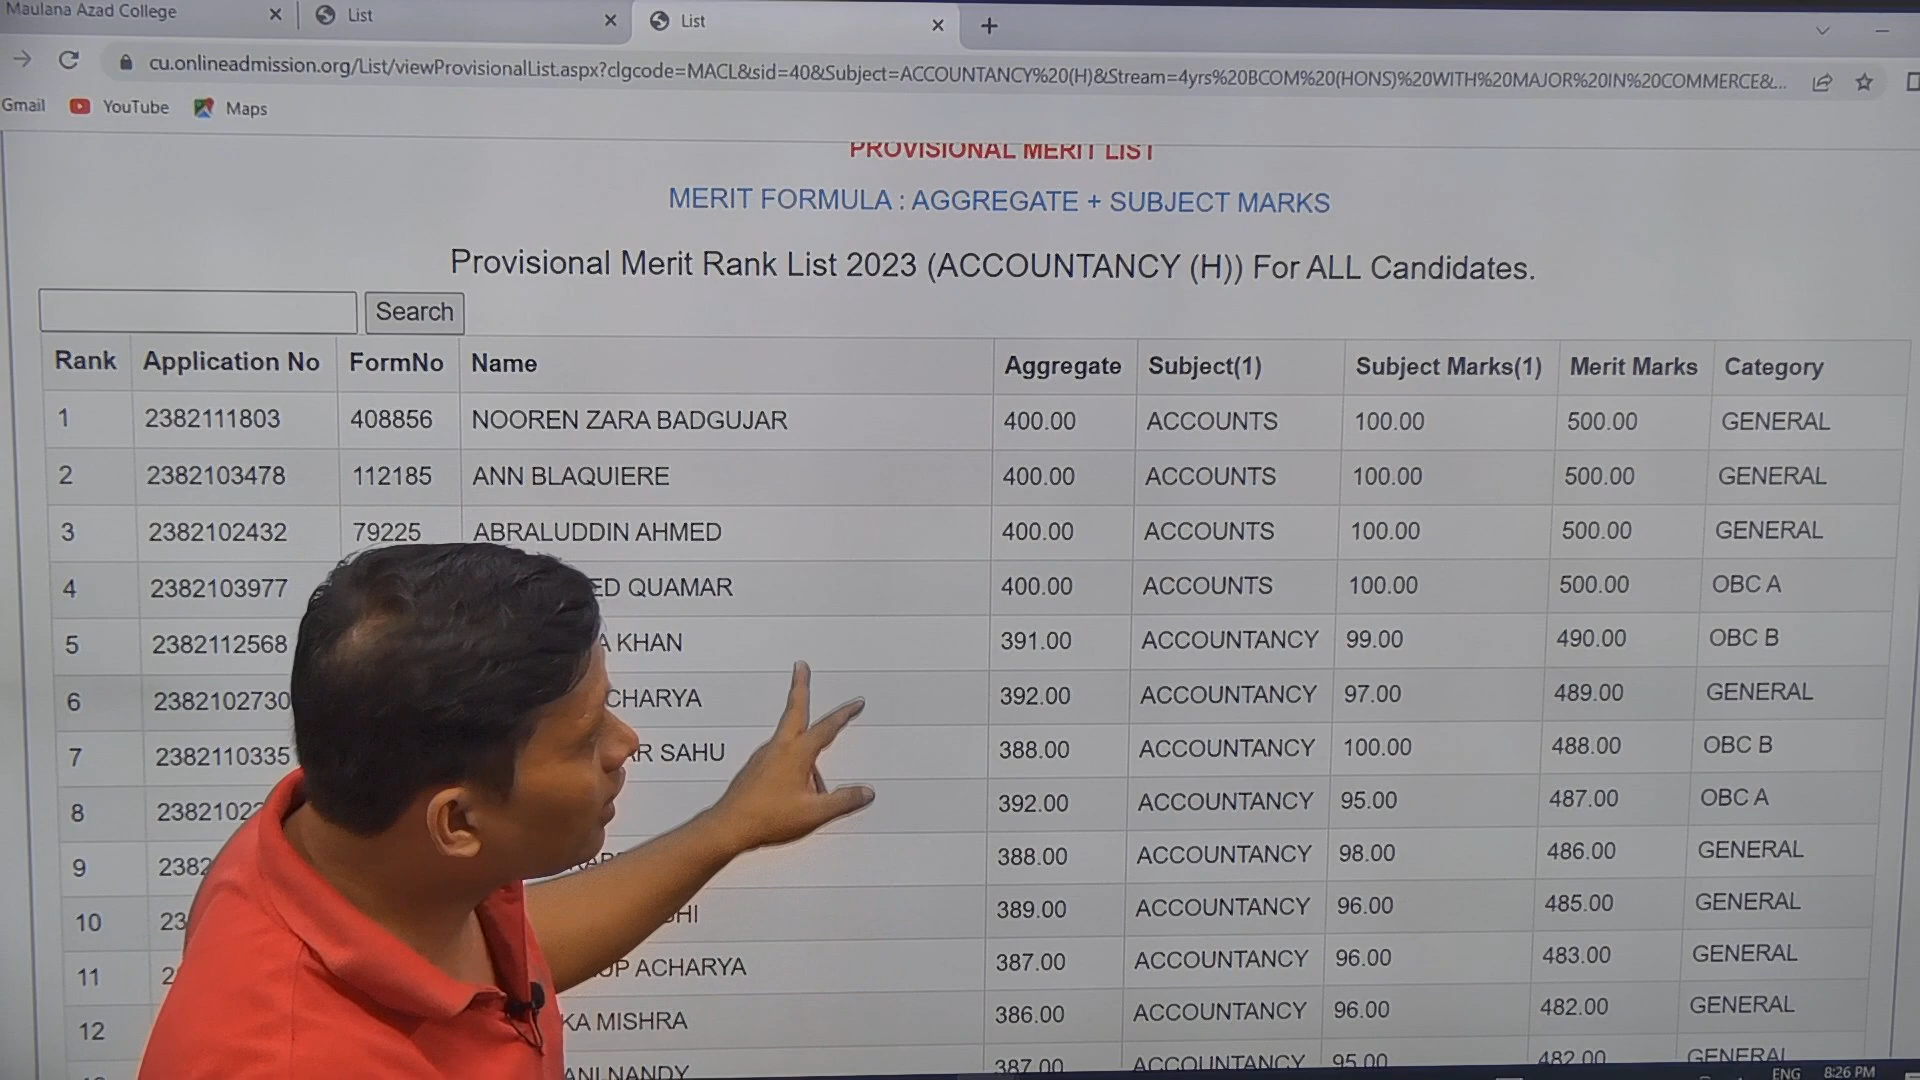 Maulana Azad College
List
List
cu.onlineadmission.org/List/viewProvisionalList.aspx?clgcode=MACL&sid=40&Subject=ACCOUNTANCY%20(H)&Stream=4yrs%20BCOM%20(HONS)%20WITH%20MAJOR%20IN%20COMMERCE&...
Gmail YouTube Maps
PROVISIONAL MERIT LIST
MERIT FORMULA : AGGREGATE + SUBJECT MARKS
Provisional Merit Rank List 2023 (ACCOUNTANCY (H)) For ALL Candidates.
Search
Rank Application No FormNo Name Aggregate Subject(1) Subject Marks(1) Merit Marks Category
1 2382111803 408856 NOOREN ZARA BADGUJAR 400.00 ACCOUNTS 100.00 500.00 GENERAL
2 2382103478 112185 ANN BLAQUIERE 400.00 ACCOUNTS 100.00 500.00 GENERAL
3 2382102432 79225 ABRALUDDIN AHMED 400.00 ACCOUNTS 100.00 500.00 GENERAL
4 2382103977 ED QUAMAR 400.00 ACCOUNTS 100.00 500.00 OBC A
5 2382112568 A KHAN 391.00 ACCOUNTANCY 99.00 490.00 OBC B
6 2382102730 CHARYA 392.00 ACCOUNTANCY 97.00 489.00 GENERAL
7 2382110335 AR SAHU 388.00 ACCOUNTANCY 100.00 488.00 OBC B
8 2382102 392.00 ACCOUNTANCY 95.00 487.00 OBC A
9 2382 388.00 ACCOUNTANCY 98.00 486.00 GENERAL
10 23 389.00 ACCOUNTANCY 96.00 485.00 GENERAL
11 2 UP ACHARYA 387.00 ACCOUNTANCY 96.00 483.00 GENERAL
12 KA MISHRA 386.00 ACCOUNTANCY 96.00 482.00 GENERAL
ANI NANDY 387.00 ACCOUNTANCY 95.00 482.00 GENERAL
ENG 8:26 PM